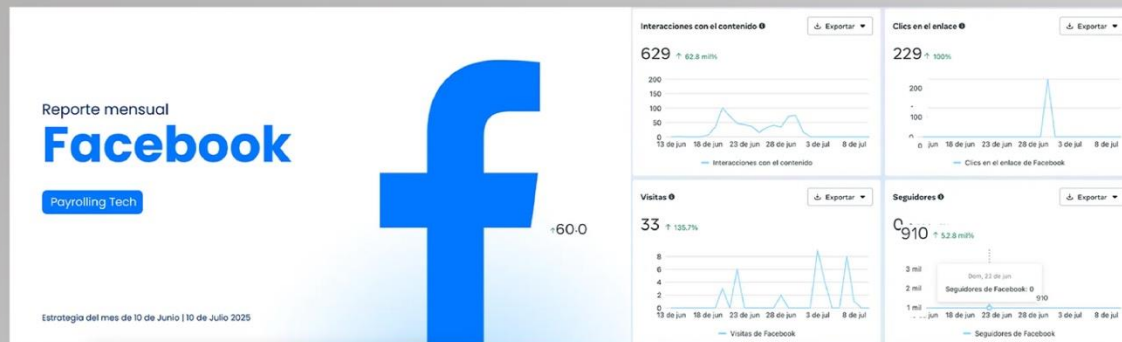 Reporte mensual
Facebook
Payrolling Tech
↑60.0
Estrategia del mes de 10 de Junio | 10 de Julio 2025
Interacciones con el contenido
Exportar
629 ↑ 62.8 mil%
200
150
100
50
0
13 de jun 18 de jun 23 de jun 28 de jun 3 de jul 8 de jul
Interacciones con el contenido
Clics en el enlace
Exportar
229 ↑ 100%
200
100
0
jun 18 de jun 23 de jun 28 de jun 3 de jul 8 de jul
Clics en el enlace de Facebook
Visitas
Exportar
33 ↑ 135.7%
8
6
4
2
0
13 de jun 18 de jun 23 de jun 28 de jun 3 de jul 8 de jul
Visitas de Facebook
Seguidores
Exportar
910 ↑ 52.8 mil%
3 mil
2 mil
1 mil
Dom, 22 de jun
Seguidores de Facebook: 0
910
jun 18 de jun 23 de jun 28 de jun 3 de jul 8 de jul
Seguidores de Facebook